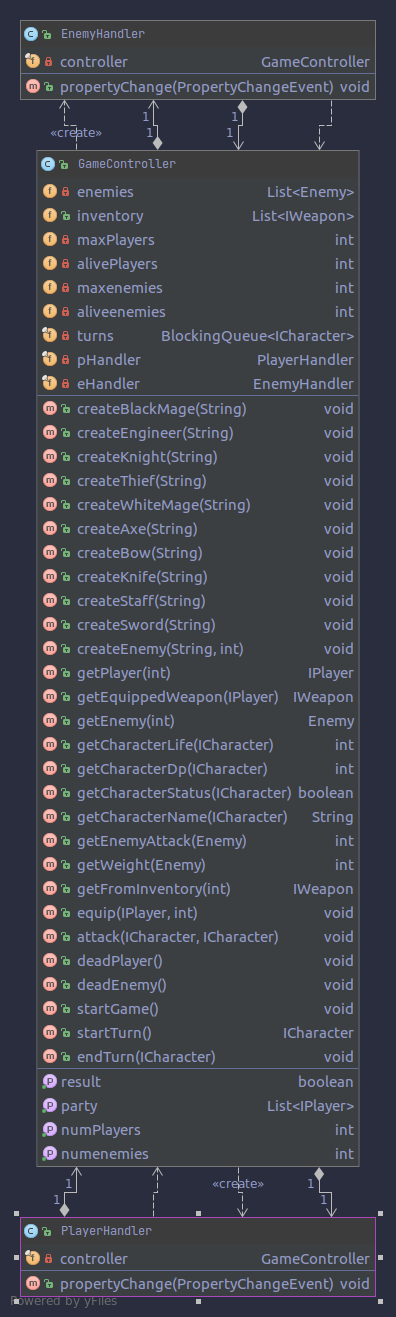 EnemyHandler
controller GameController
propertyChange(PropertyChangeEvent) void
1 1
«create» 1 1
GameController
enemies List<Enemy>
inventory List<IWeapon>
maxPlayers int
alivePlayers int
maxenemies int
aliveenemies int
turns BlockingQueue<ICharacter>
pHandler PlayerHandler
eHandler EnemyHandler
createBlackMage(String) void
createEngineer(String) void
createKnight(String) void
createThief(String) void
createWhiteMage(String) void
createAxe(String) void
createBow(String) void
createKnife(String) void
createStaff(String) void
createSword(String) void
createEnemy(String, int) void
getPlayer(int) IPlayer
getEquippedWeapon(IPlayer) IWeapon
getEnemy(int) Enemy
getCharacterLife(ICharacter) int
getCharacterDp(ICharacter) int
getCharacterStatus(ICharacter) boolean
getCharacterName(ICharacter) String
getEnemyAttack(Enemy) int
getWeight(Enemy) int
getFromInventory(int) IWeapon
equip(IPlayer, int) void
attack(ICharacter, ICharacter) void
deadPlayer() void
deadEnemy() void
startGame() void
startTurn() ICharacter
endTurn(ICharacter) void
result boolean
party List<IPlayer>
numPlayers int
numenemies int
1 «create» 1
1 1
PlayerHandler
controller GameController
propertyChange(PropertyChangeEvent) void
Powered by yFiles